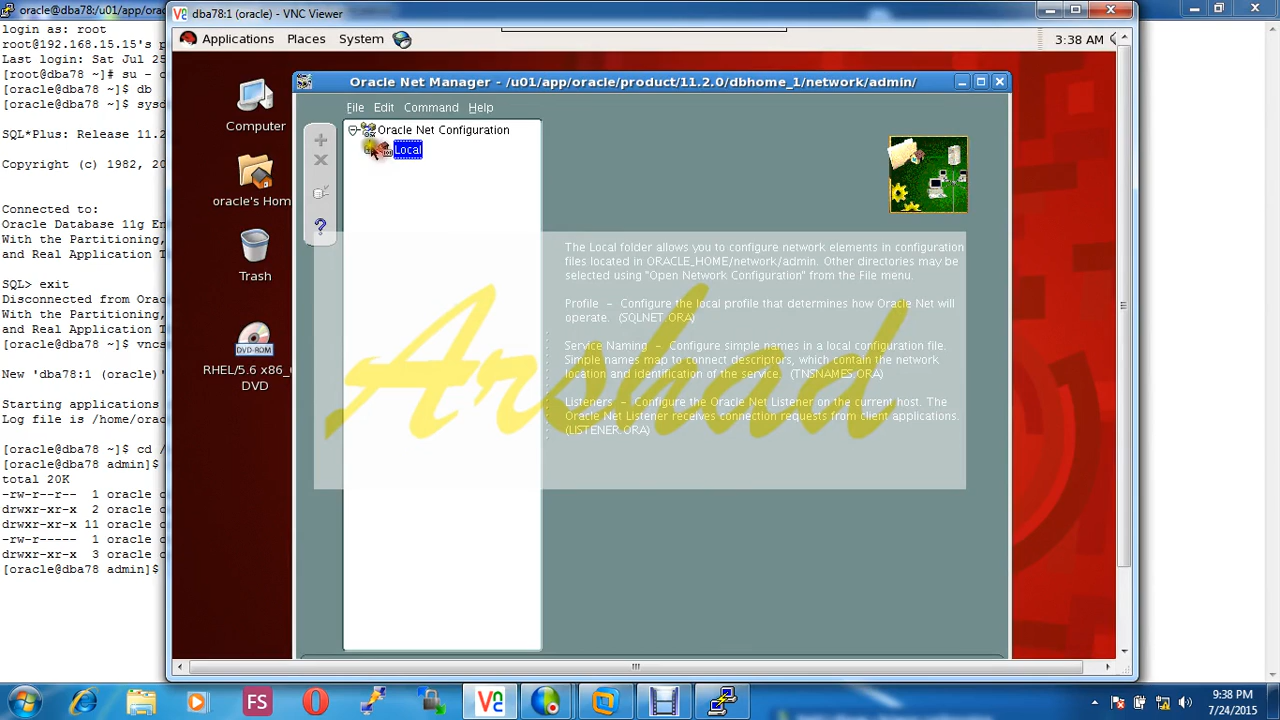 oracle@dba78:/u01/app/orac
dba78:1 (oracle) - VNC Viewer
login as: root
root@192.168.15.15's p
Last login: Sat Jul 25
[root@dba78 ~]$ su - o
[oracle@dba78 ~]$ db
[oracle@dba78 ~]$ sysd
SQL*Plus: Release 11.2
Copyright (c) 1982, 20
Connected to:
Oracle Database 11g En
With the Partitioning,
and Real Application T
SQL> exit
Disconnected from Orac
With the Partitioning,
and Real Application T
[oracle@dba78 ~]$ vncs
New 'dba78:1 (oracle)'
Starting applications
Log file is /home/orac
[oracle@dba78 ~]$ cd /
[oracle@dba78 admin]$
total 20K
-rw-r--r-- 1 oracle o
drwxr-xr-x 2 oracle o
drwxr-xr-x 11 oracle o
-rw-r----- 1 oracle o
drwxr-xr-x 3 oracle o
[oracle@dba78 admin]$
Applications Places System
3:38 AM
Computer
oracle's Hom
Trash
DVD-ROM
RHEL/5.6 x86_
DVD
Oracle Net Manager - /u01/app/oracle/product/11.2.0/dbhome_1/network/admin/
File Edit Command Help
Oracle Net Configuration
Local
The Local folder allows you to configure network elements in configuration
files located in ORACLE_HOME/network/admin. Other directories may be
selected using "Open Network Configuration" from the File menu.
Profile - Configure the local profile that determines how Oracle Net will
operate. (SQLNET.ORA)
Service Naming - Configure simple names in a local configuration file.
Simple names map to connect descriptors, which contain the network
location and identification of the service. (TNSNAMES.ORA)
Listeners - Configure the Oracle Net Listener on the current host. The
Oracle Net Listener receives connection requests from client applications.
(LISTENER.ORA)
Arshad
FS
9:38 PM
7/24/2015